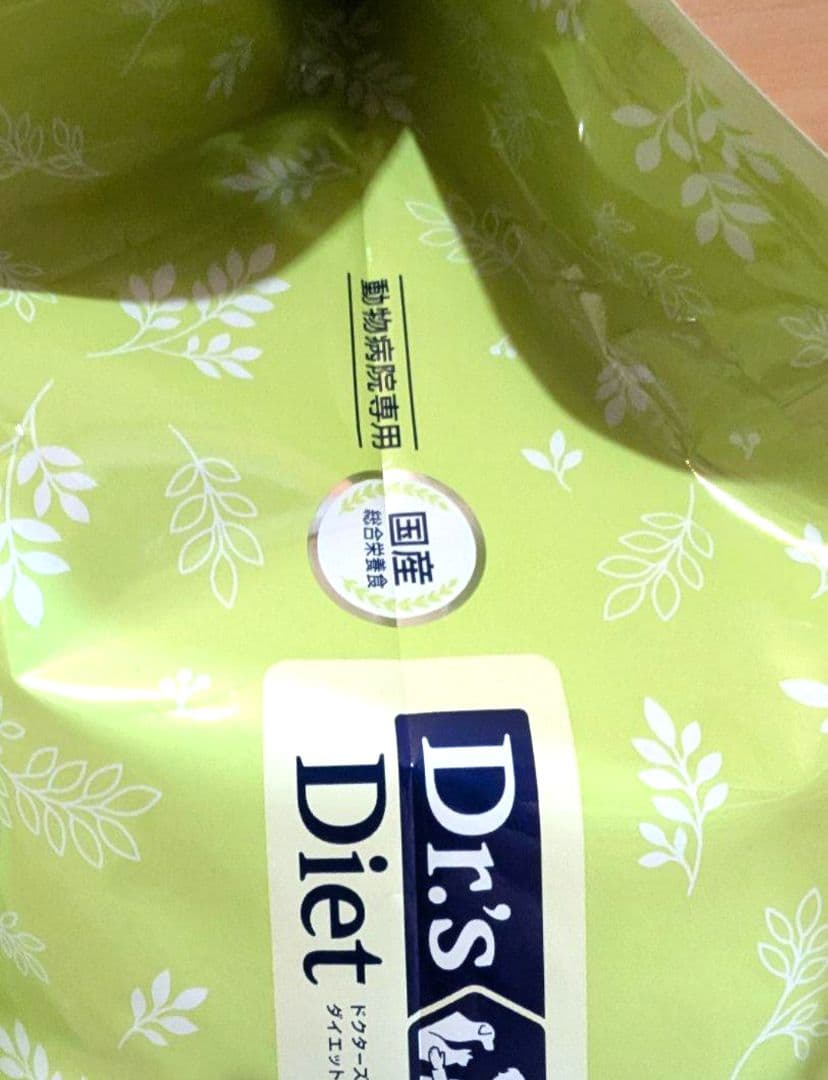 動物病院専用
国産
総合栄養食
Dr.'s
Diet
ドクターズ
ダイエット